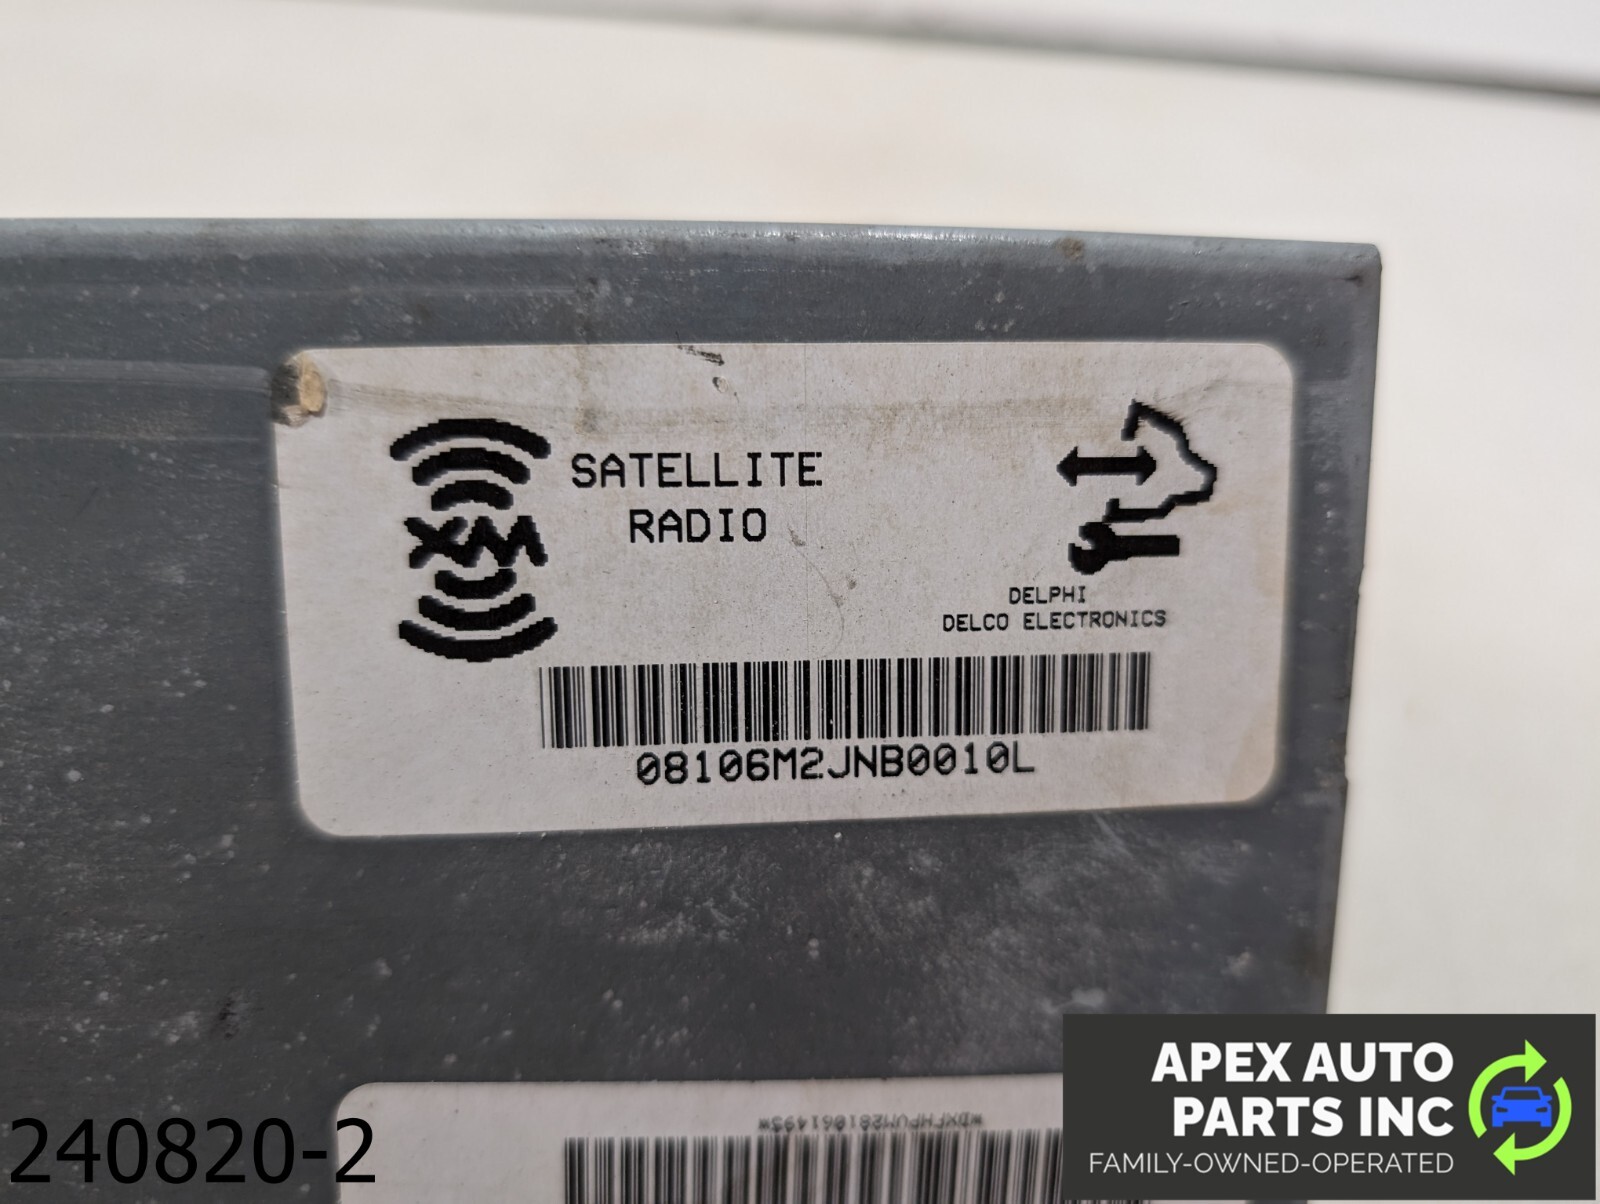 XM
SATELLITE
RADIO
DELPHI
DELCO ELECTRONICS
08106M2JNB0010L
240820-2
APEX AUTO
PARTS INC
FAMILY-OWNED-OPERATED